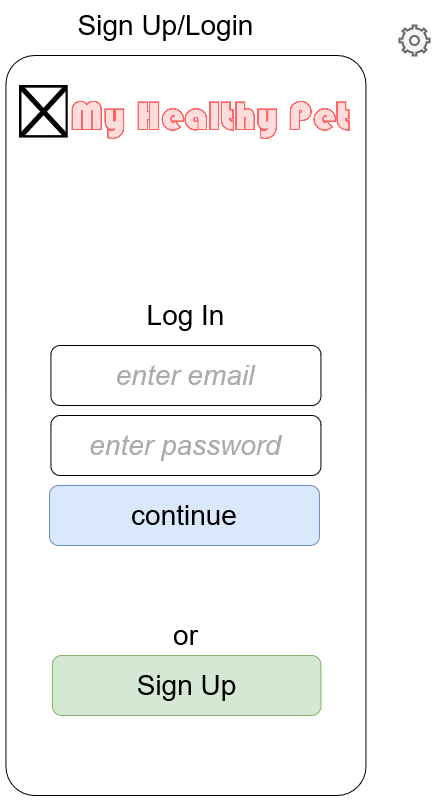 Sign Up/Login
My Healthy Pet
Log In
enter email
enter password
continue
or
Sign Up